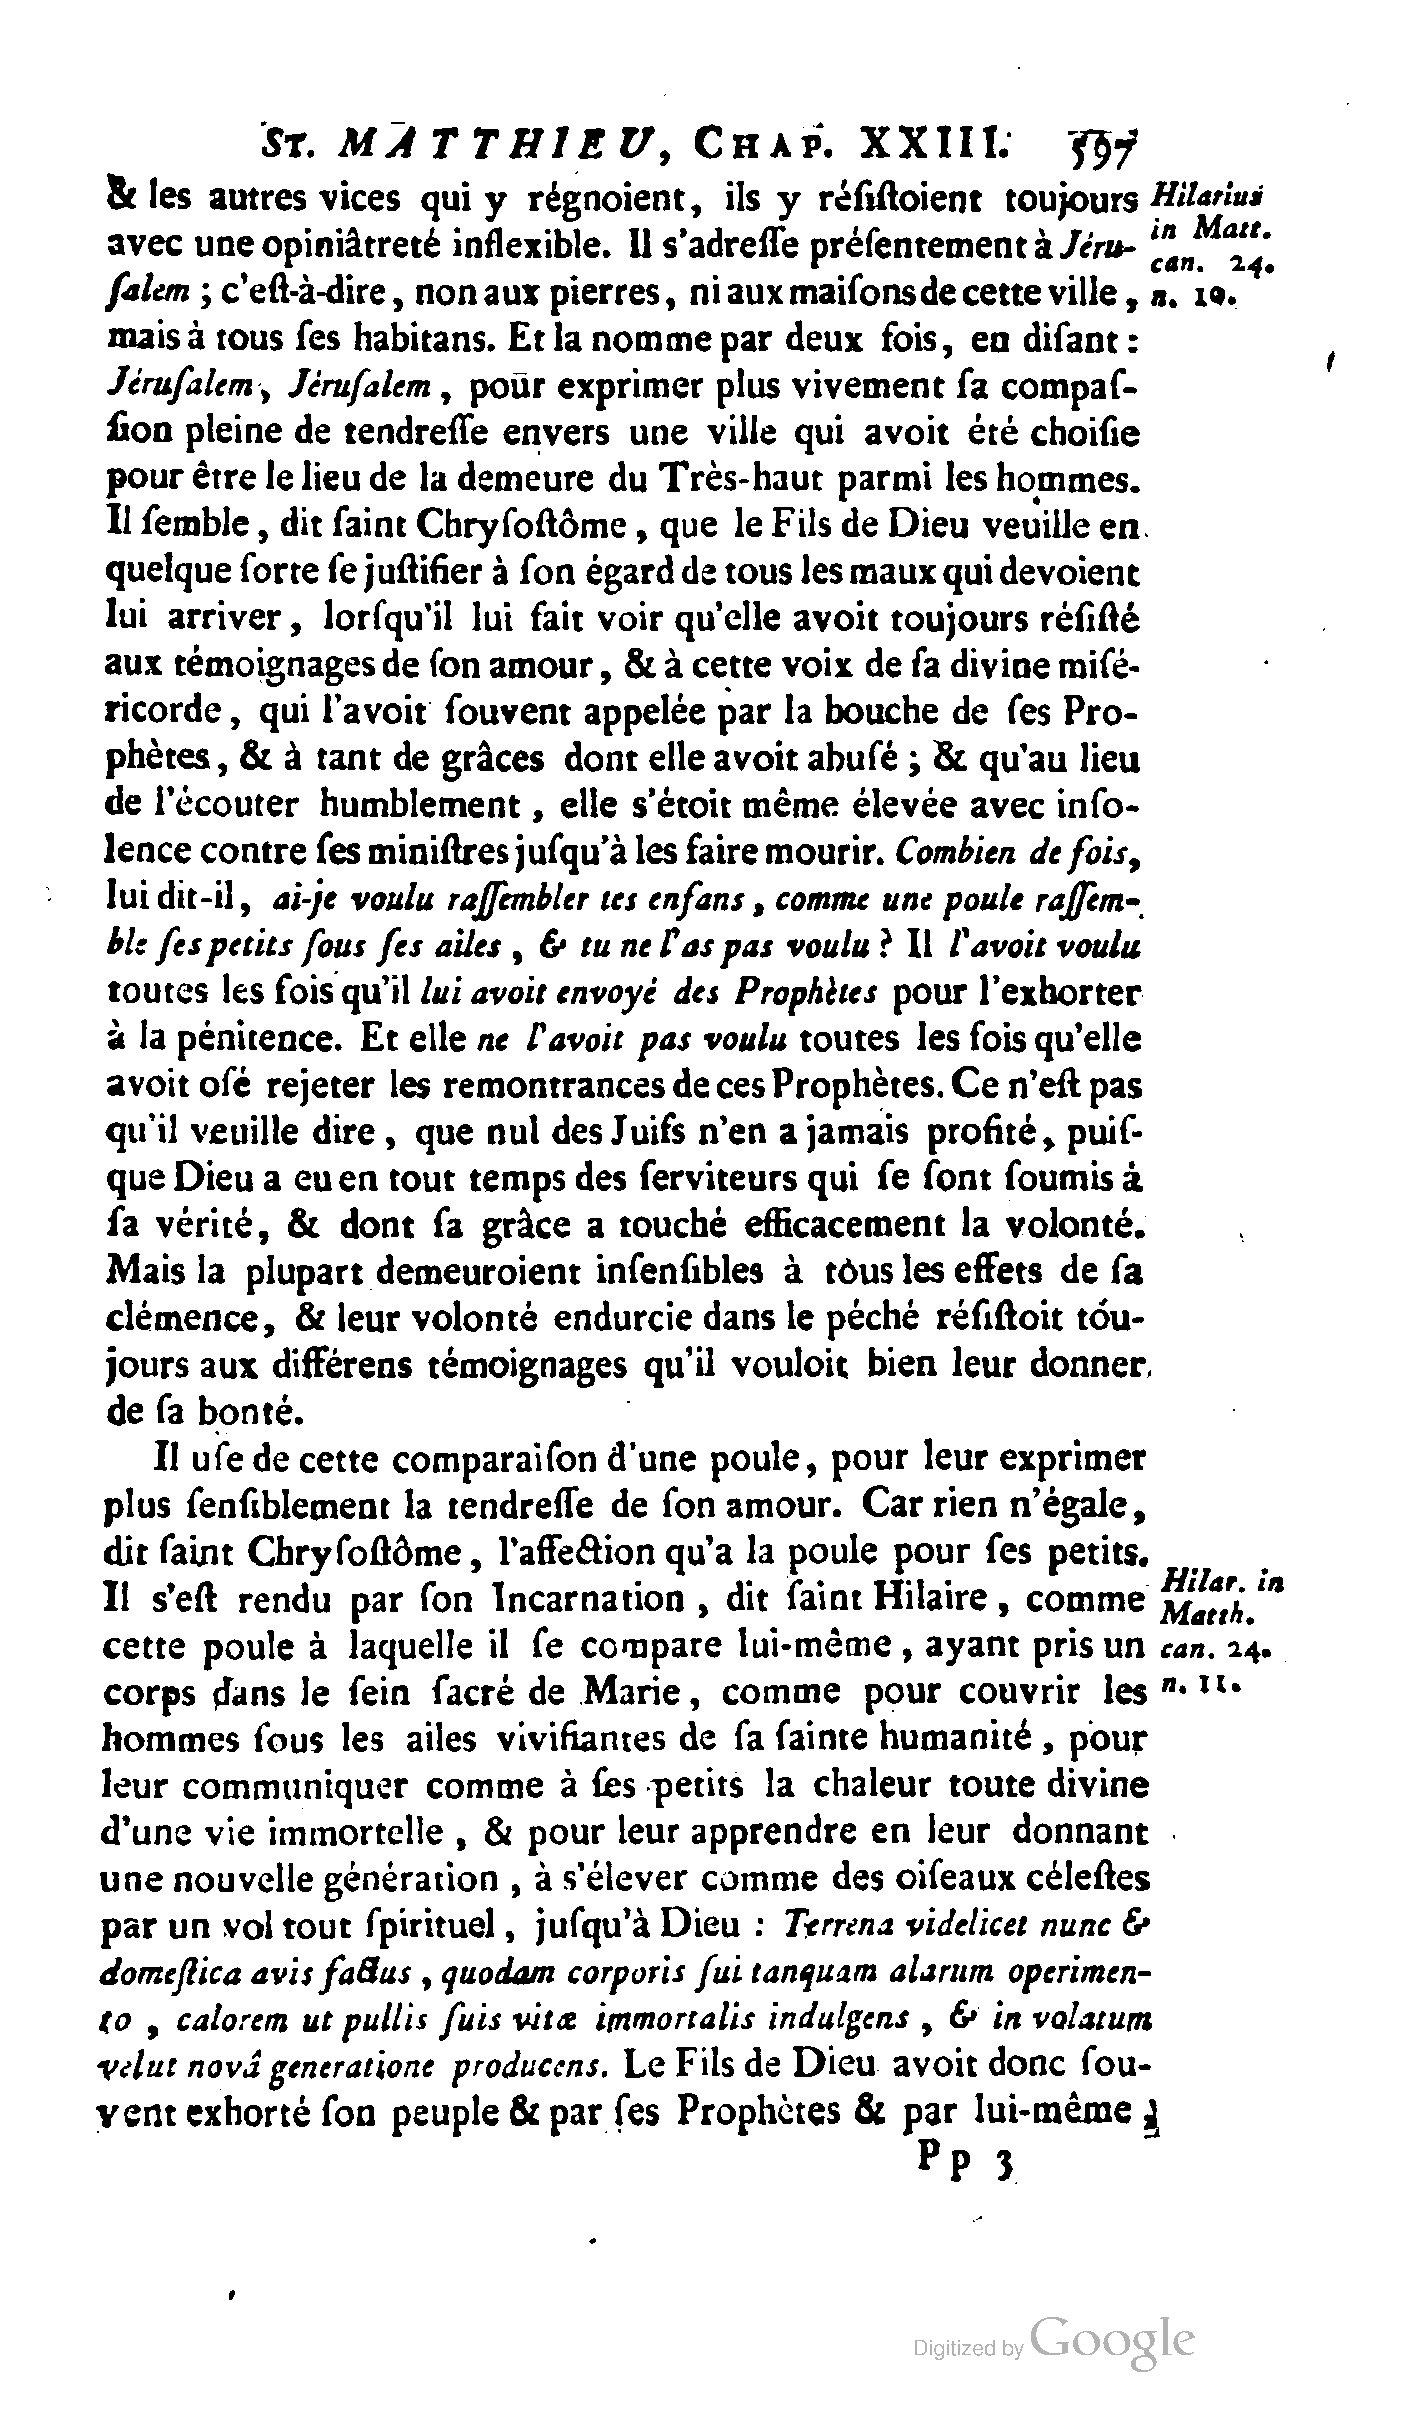 ST. MATTHIEU, CHAP. XXIII. 597
& les autres vices qui y régnoient, ils y réſiſtoient toujours
avec une opiniâtreté inflexible. Il s'adreſſe préſentement à Jéru-
ſalem ; c'eſt-à-dire, non aux pierres, ni aux maiſons de cette ville,
mais à tous ſes habitans. Et la nomme par deux fois, en diſant :
Jéruſalem, Jéruſalem, pour exprimer plus vivement ſa compaſ-
ſion pleine de tendreſſe envers une ville qui avoit été choiſie
pour être le lieu de la demeure du Très-haut parmi les hommes.
Il ſemble, dit ſaint Chryſoſtôme, que le Fils de Dieu veuille en
quelque ſorte ſe juſtifier à ſon égard de tous les maux qui devoient
lui arriver, lorſqu'il lui fait voir qu'elle avoit toujours réſiſté
aux témoignages de ſon amour, & à cette voix de ſa divine miſé-
ricorde, qui l'avoit ſouvent appelée par la bouche de ſes Pro-
phètes, & à tant de grâces dont elle avoit abuſé ; & qu'au lieu
de l'écouter humblement, elle s'étoit même élevée avec inſo-
lence contre ſes miniſtres juſqu'à les faire mourir. Combien de fois,
lui dit-il, ai-je voulu raſſembler tes enfans, comme une poule raſſem-
ble ſes petits ſous ſes ailes, & tu ne l'as pas voulu ? Il l'avoit voulu
toutes les fois qu'il lui avoit envoyé des Prophètes pour l'exhorter
à la pénitence. Et elle ne l'avoit pas voulu toutes les fois qu'elle
avoit oſé rejeter les remontrances de ces Prophètes. Ce n'eſt pas
qu'il veuille dire, que nul des Juifs n'en a jamais profité, puiſ-
que Dieu a eu en tout temps des ſerviteurs qui ſe ſont ſoumis à
ſa vérité, & dont ſa grâce a touché efficacement la volonté.
Mais la plupart demeuroient inſenſibles à tous les effets de ſa
clémence, & leur volonté endurcie dans le péché réſiſtoit tou-
jours aux différens témoignages qu'il vouloit bien leur donner
de ſa bonté.
Il uſe de cette comparaiſon d'une poule, pour leur exprimer
plus ſenſiblement la tendreſſe de ſon amour. Car rien n'égale,
dit ſaint Chryſoſtôme, l'affection qu'a la poule pour ſes petits.
Il s'eſt rendu par ſon Incarnation, dit ſaint Hilaire, comme
cette poule à laquelle il ſe compare lui-même, ayant pris un
corps dans le ſein ſacré de Marie, comme pour couvrir les
hommes ſous les ailes vivifiantes de ſa ſainte humanité, pour
leur communiquer comme à ſes petits la chaleur toute divine
d'une vie immortelle, & pour leur apprendre en leur donnant
une nouvelle génération, à s'élever comme des oiſeaux céleſtes
par un vol tout ſpirituel, juſqu'à Dieu : Terrena videlicet nunc &
domeſtica avis factus, quodam corporis ſui tanquam alarum operimen-
to, calorem ut pullis ſuis vitæ immortalis indulgens, & in volatum
velut novâ generatione producens. Le Fils de Dieu avoit donc ſou-
vent exhorté ſon peuple & par ſes Prophètes & par lui-même ;
Pp 3
Hilarius
in Matt.
can. 24.
n. 10.
Hilar. in
Matth.
can. 24.
n. 11.
Digitized by Google